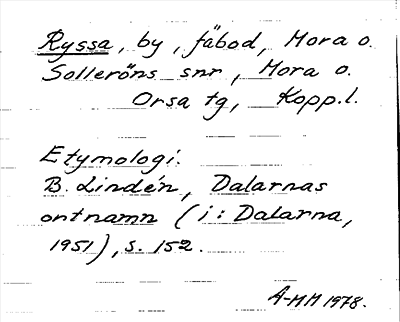 Ryssa, by, fäbod, Mora o.
Solleröns snr, Mora o.
Orsa tg, Kopp.l.
Etymologi.
B. Lindén, Dalarnas
ortnamn (i: Dalarna,
1951), s. 152.
A-MM 1978.